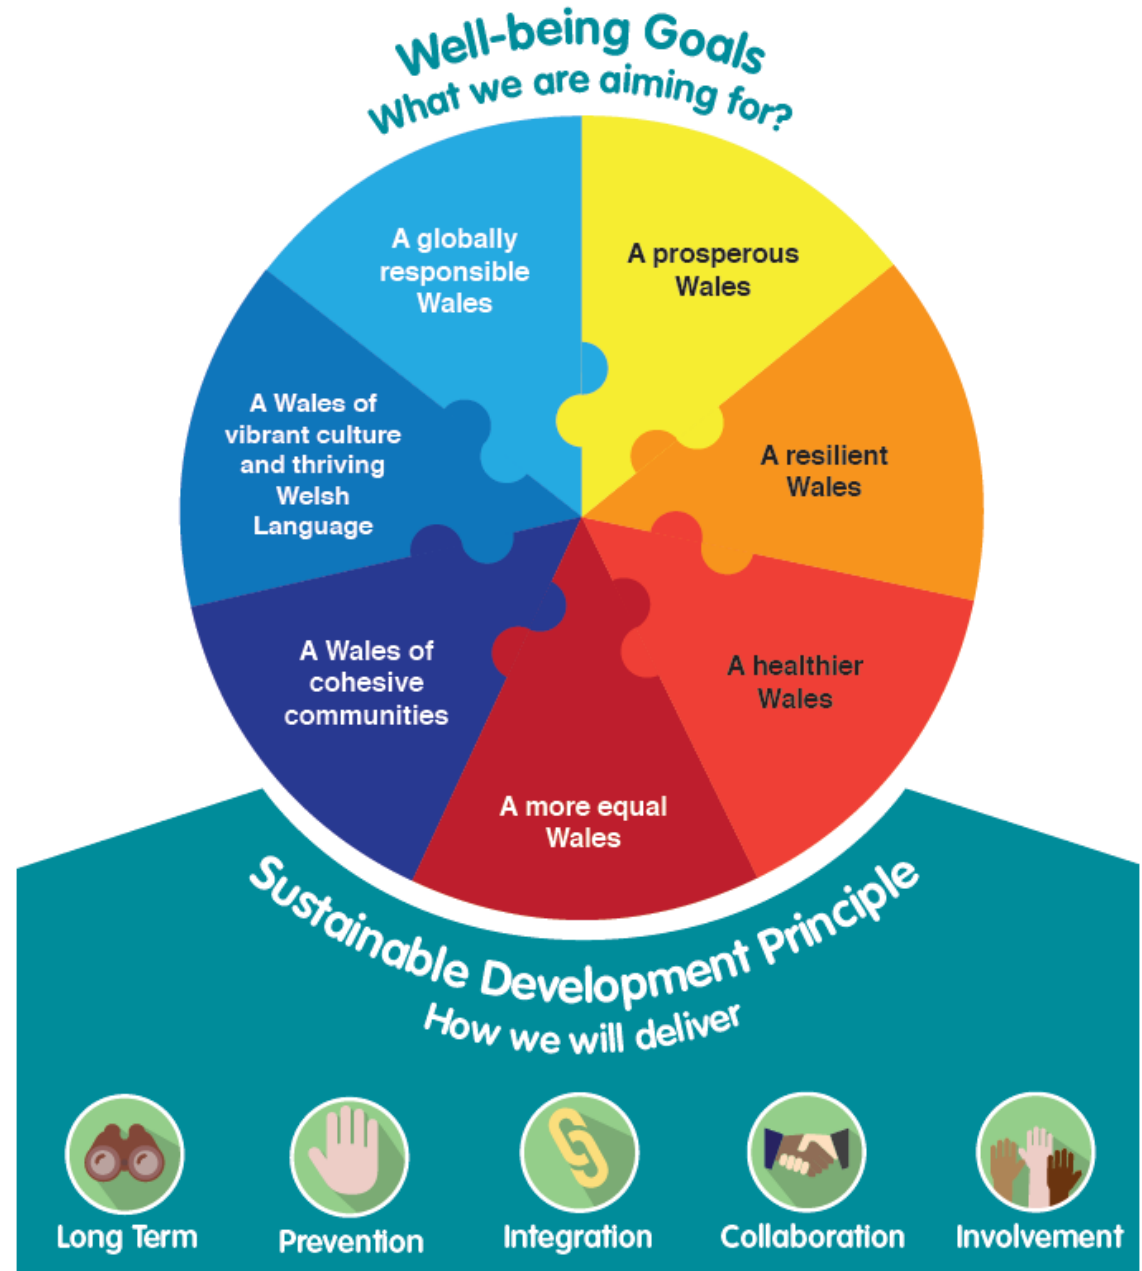 Well-being Goals
What we are aiming for?
A globally
responsible
Wales
A prosperous
Wales
A Wales of
vibrant culture
and thriving
Welsh
Language
A resilient
Wales
A Wales of
cohesive
communities
A healthier
Wales
A more equal
Wales
Sustainable Development Principle
How we will deliver
Long Term
Prevention
Integration
Collaboration
Involvement